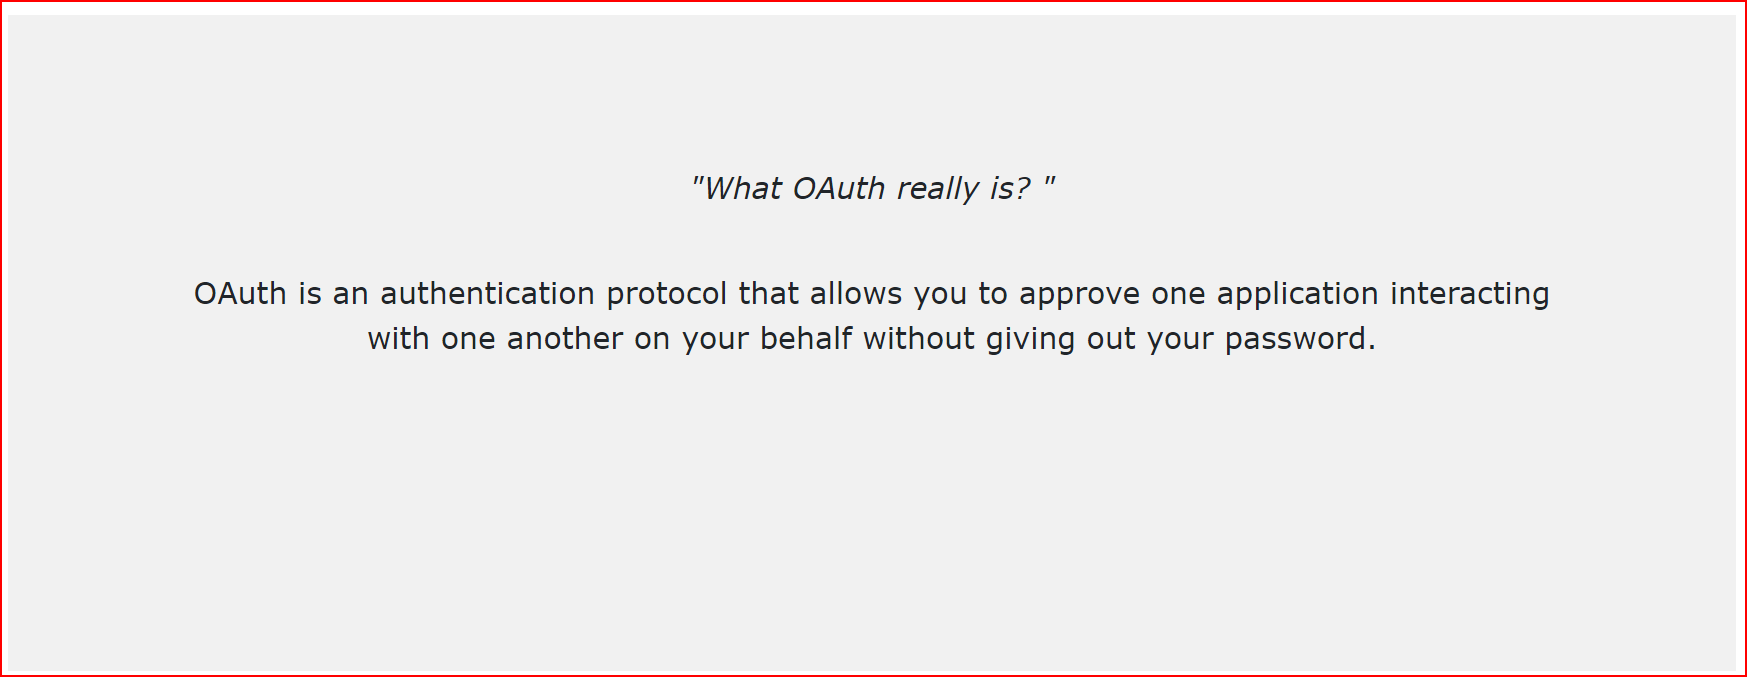 "What OAuth really is? "
OAuth is an authentication protocol that allows you to approve one application interacting
with one another on your behalf without giving out your password.